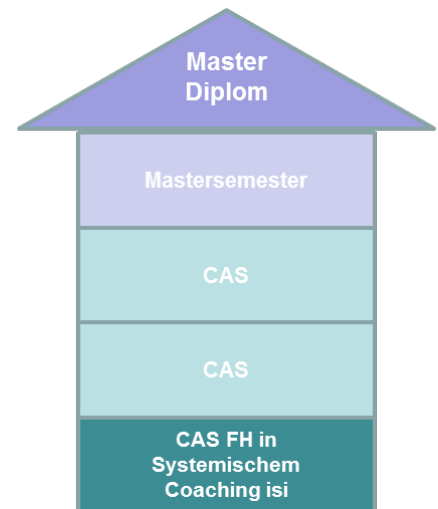 Master
Diplom
Mastersemester
CAS
CAS
CAS FH in
Systemischem
Coaching isi